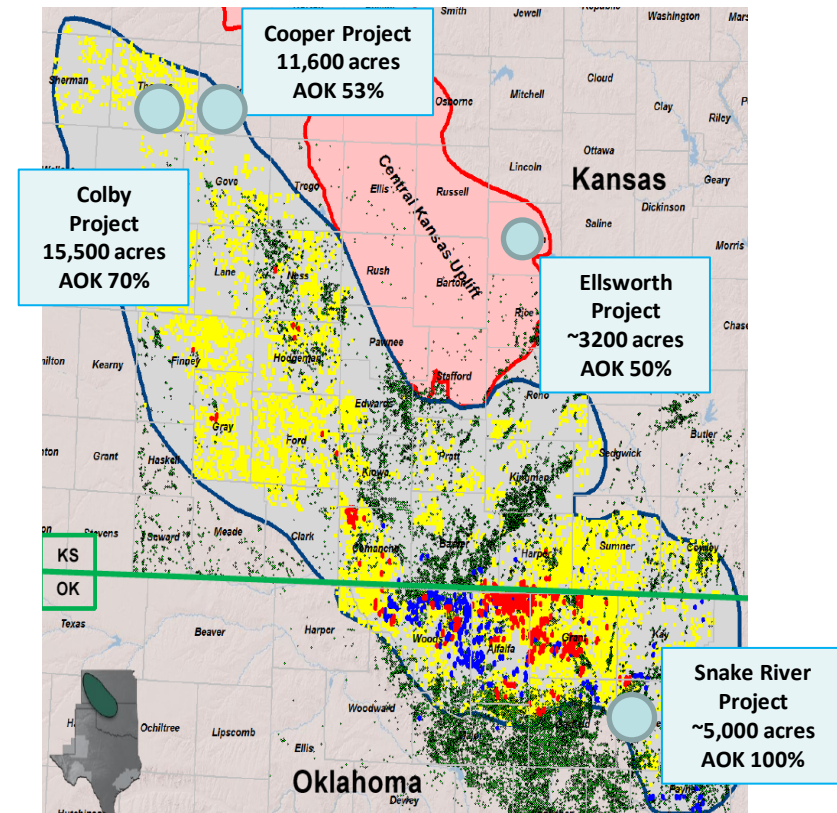 Smith
Jewell
Washington
Cooper Project
11,600 acres
AOK 53%
Sherman
Cloud
Clay
Riley
Osborne
Mitchell
Ottawa
Lincoln
Kansas
Geary
Colby
Project
15,500 acres
AOK 70%
Gove
Trego
Ellis
Russell
Central Kansas Uplift
Saline
Dickinson
Morris
Lane
Ness
Rush
Barton
Rice
Ellsworth
Project
~3200 acres
AOK 50%
Pawnee
Kearny
Finney
Hodgeman
Stafford
Edwards
Reno
Gray
Ford
Butler
Sedgwick
Grant
Haskell
Kiowa
Pratt
Kingman
Stevens
Seward
Meade
Clark
Comanche
Barber
Harper
Sumner
Cowley
KS
OK
Texas
Beaver
Harper
Woods
Alfalfa
Grant
Kay
Snake River
Project
~5,000 acres
AOK 100%
Woodward
Ochiltree
Lipscomb
Ellis
Oklahoma
Dewey
Payne